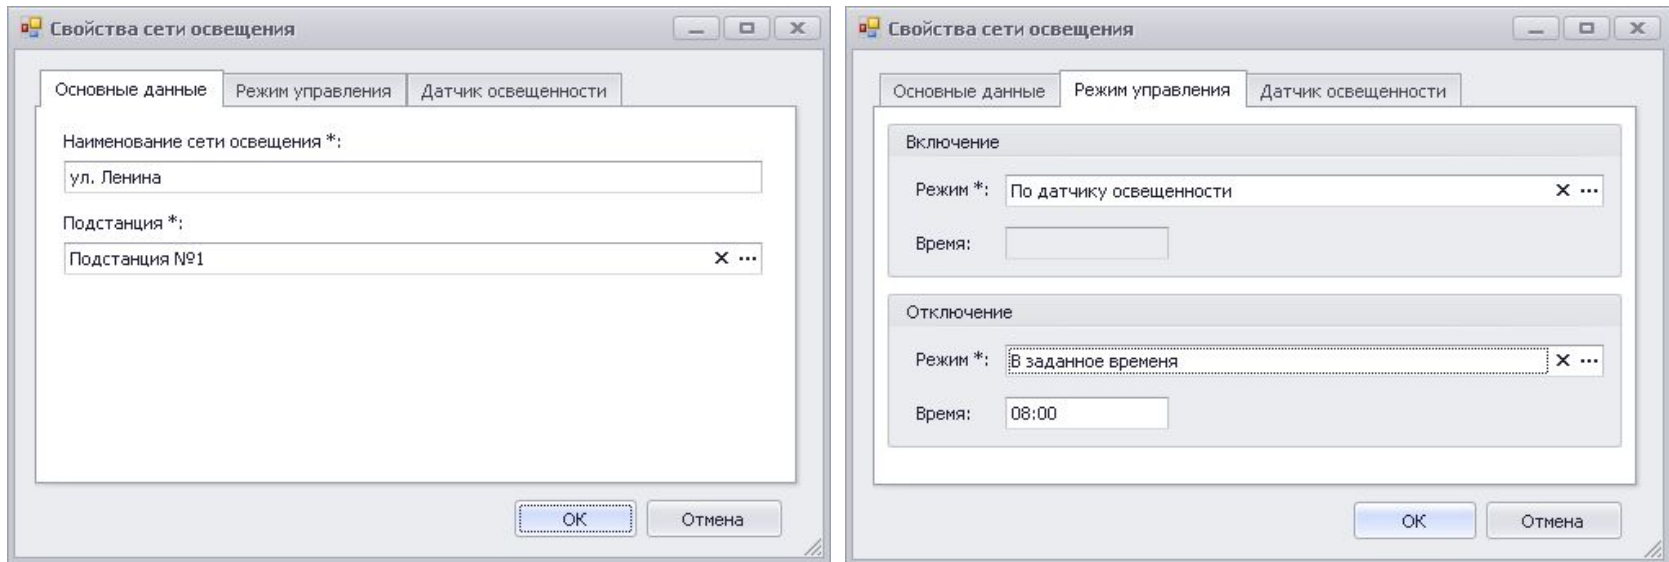 Свойства сети освещения
Основные данные Режим управления Датчик освещенности
Наименование сети освещения *:
ул. Ленина
Подстанция *:
Подстанция №1
ОК Отмена
Свойства сети освещения
Основные данные Режим управления Датчик освещенности
Включение
Режим *: По датчику освещенности
Время:
Отключение
Режим *: В заданное временя
Время: 08:00
ОК Отмена